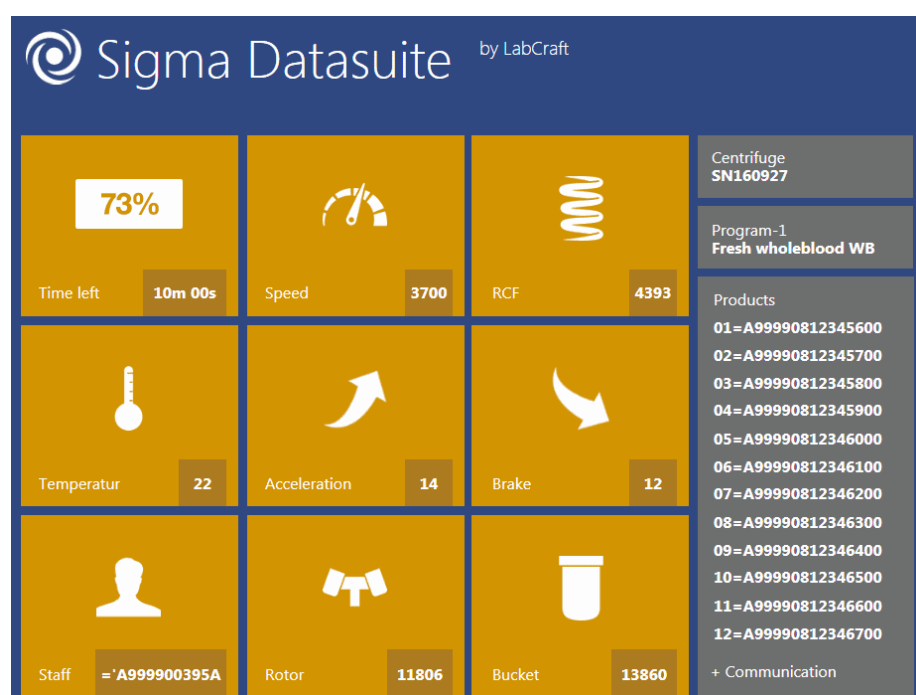 Sigma Datasuite by LabCraft
73%
Time left 10m 00s
Speed 3700
RCF 4393
Temperatur 22
Acceleration 14
Brake 12
Staff ='A999900395A
Rotor 11806
Bucket 13860
Centrifuge
SN160927
Program-1
Fresh wholeblood WB
Products
01=A99990812345600
02=A99990812345700
03=A99990812345800
04=A99990812345900
05=A99990812346000
06=A99990812346100
07=A99990812346200
08=A99990812346300
09=A99990812346400
10=A99990812346500
11=A99990812346600
12=A99990812346700
+ Communication